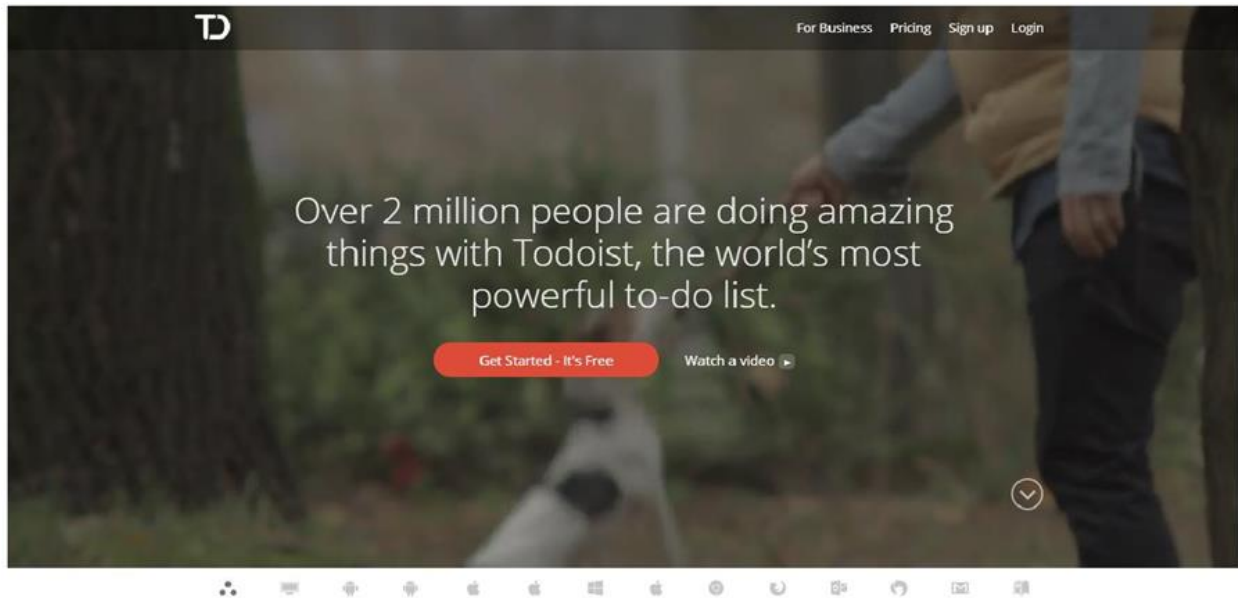 TD
For Business Pricing Sign up Login
Over 2 million people are doing amazing
things with Todoist, the world's most
powerful to-do list.
Get Started - It's Free
Watch a video